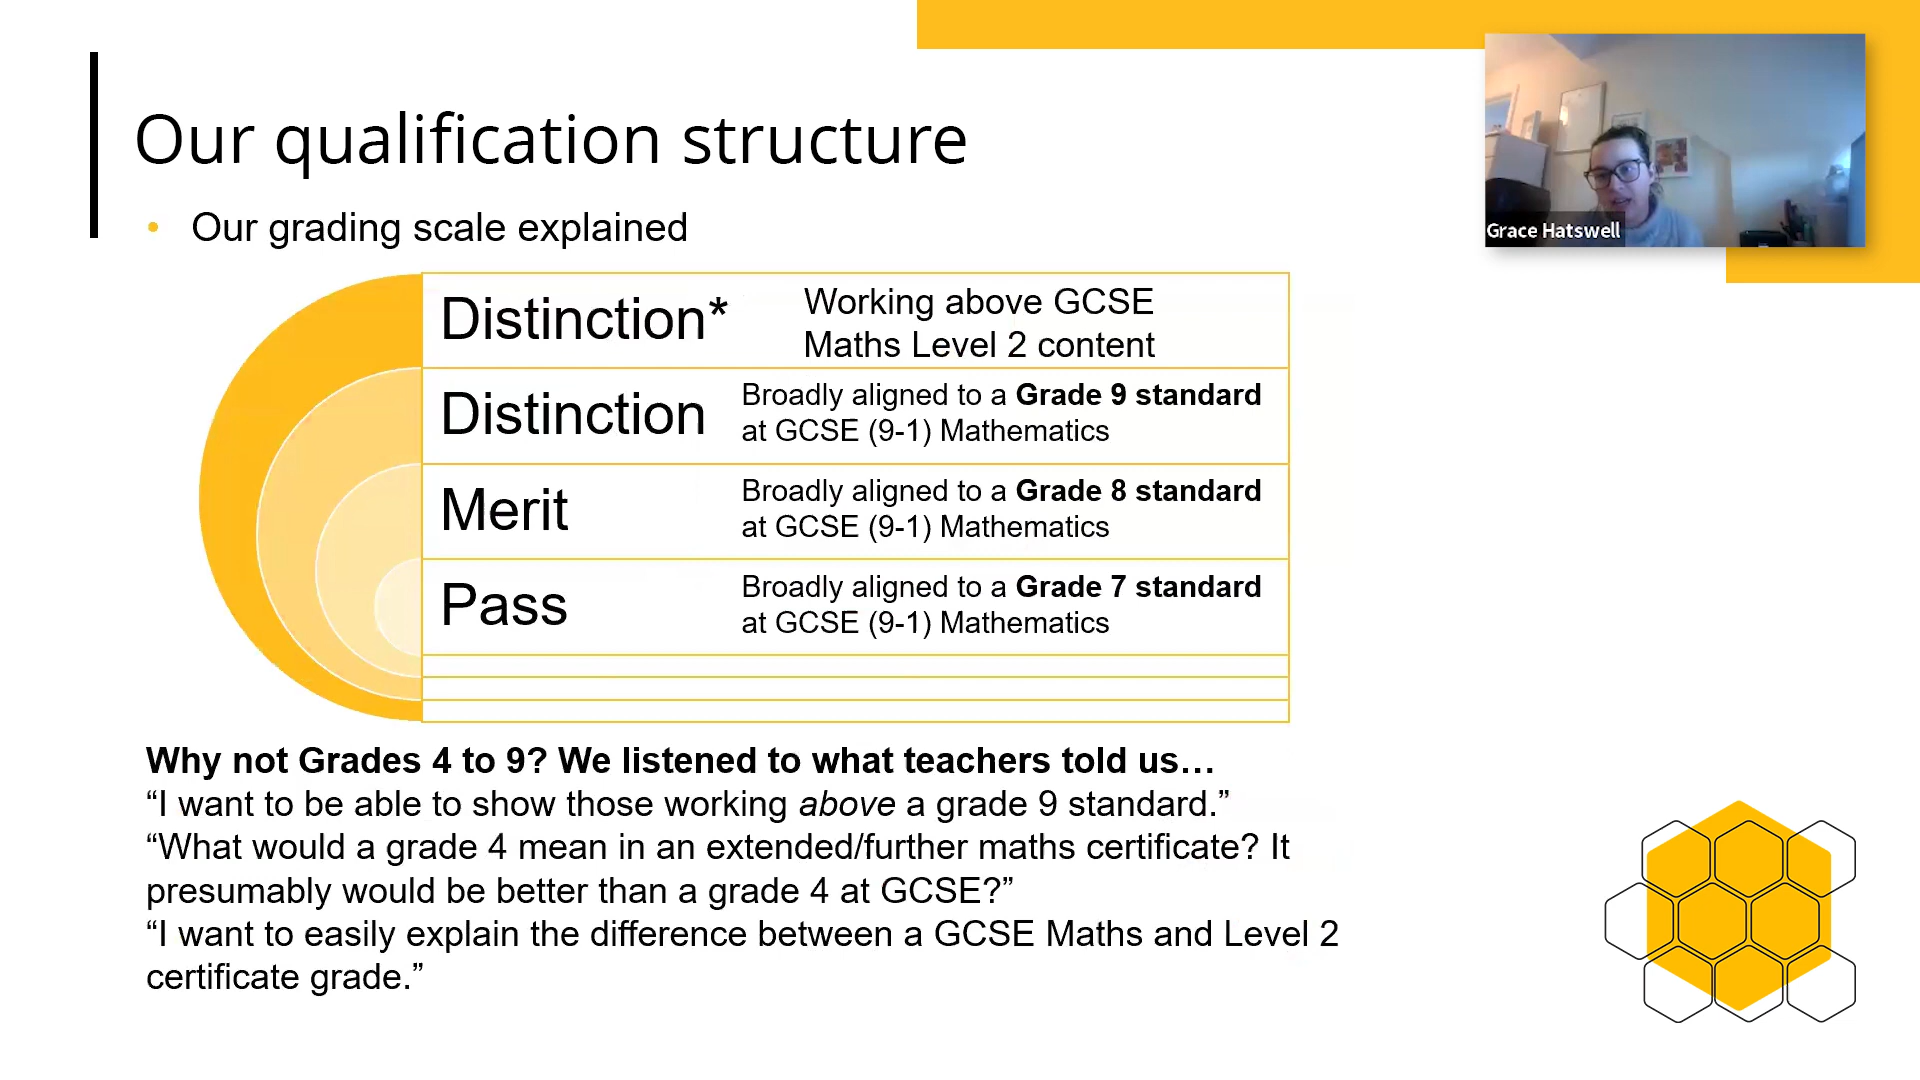 Our qualification structure
Grace Hatswell
• Our grading scale explained
Distinction* Working above GCSE
Maths Level 2 content
Distinction Broadly aligned to a Grade 9 standard
at GCSE (9-1) Mathematics
Merit Broadly aligned to a Grade 8 standard
at GCSE (9-1) Mathematics
Pass Broadly aligned to a Grade 7 standard
at GCSE (9-1) Mathematics
Why not Grades 4 to 9? We listened to what teachers told us…
“I want to be able to show those working above a grade 9 standard.”
“What would a grade 4 mean in an extended/further maths certificate? It
presumably would be better than a grade 4 at GCSE?”
“I want to easily explain the difference between a GCSE Maths and Level 2
certificate grade.”